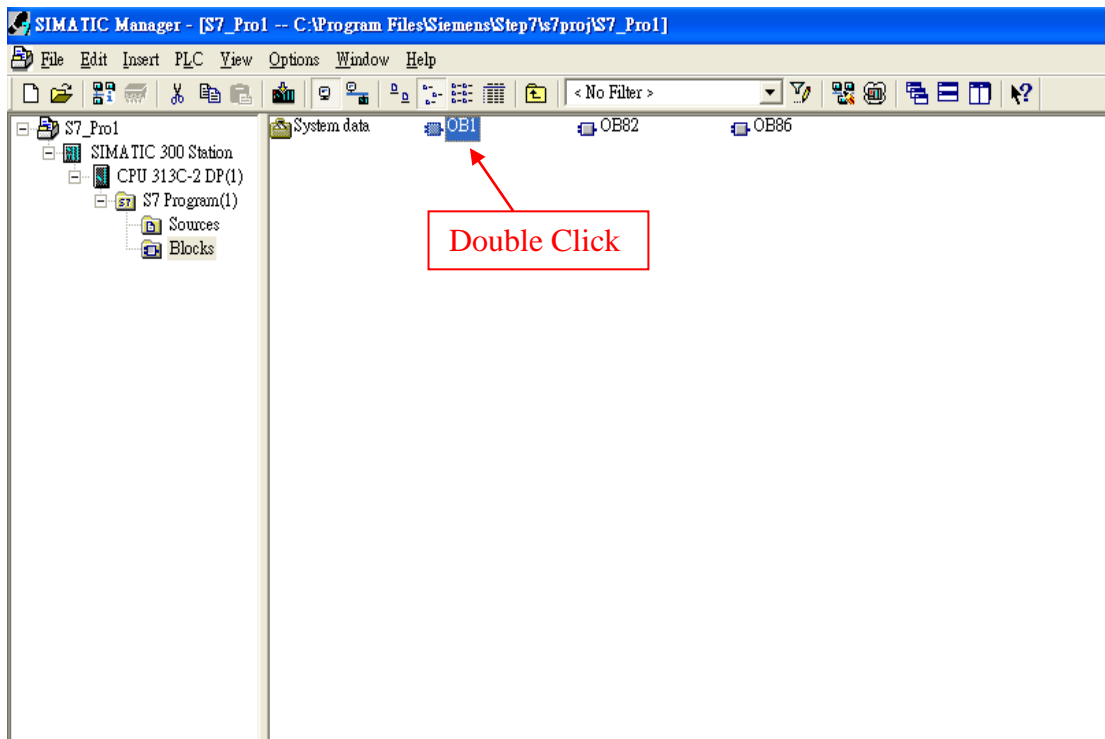 SIMATIC Manager - [S7_Pro1 -- C:\Program Files\Siemens\Step7\s7proj\S7_Pro1]
File Edit Insert PLC View Options Window Help
< No Filter >
S7_Pro1
SIMATIC 300 Station
CPU 313C-2 DP(1)
S7 Program(1)
Sources
Blocks
System data OB1 OB82 OB86
Double Click